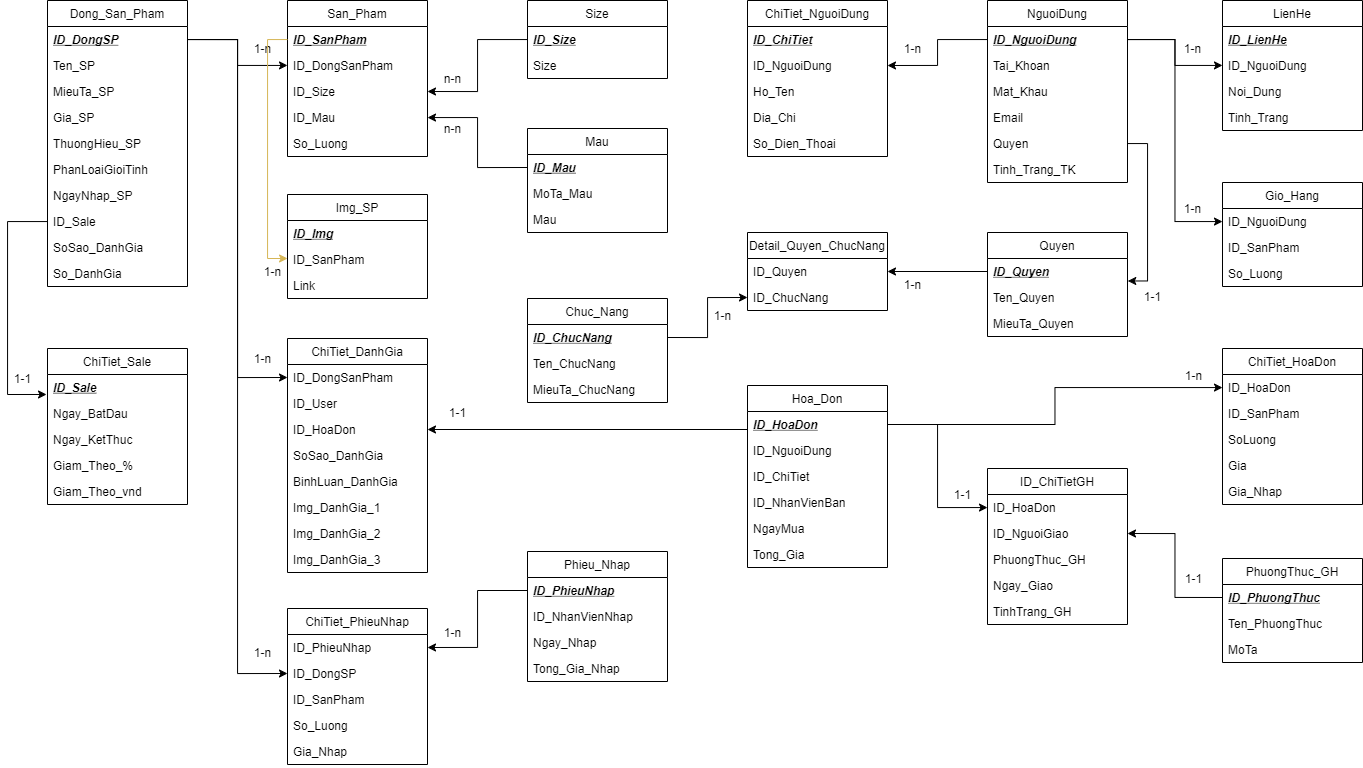 Dong_San_Pham
ID_DongSP
Ten_SP
MieuTa_SP
Gia_SP
ThuongHieu_SP
PhanLoaiGioiTinh
NgayNhap_SP
ID_Sale
SoSao_DanhGia
So_DanhGia
1-1
ChiTiet_Sale
ID_Sale
Ngay_BatDau
Ngay_KetThuc
Giam_Theo_%
Giam_Theo_vnd
1-n
San_Pham
ID_SanPham
ID_DongSanPham
ID_Size
ID_Mau
So_Luong
1-n
Img_SP
ID_Img
ID_SanPham
Link
1-n
ChiTiet_DanhGia
ID_DongSanPham
ID_User
ID_HoaDon
SoSao_DanhGia
BinhLuan_DanhGia
Img_DanhGia_1
Img_DanhGia_2
Img_DanhGia_3
1-n
ChiTiet_PhieuNhap
ID_PhieuNhap
ID_DongSP
ID_SanPham
So_Luong
Gia_Nhap
n-n
Size
ID_Size
Size
n-n
Mau
ID_Mau
MoTa_Mau
Mau
Chuc_Nang
ID_ChucNang
Ten_ChucNang
MieuTa_ChucNang
1-n
1-1
1-n
Phieu_Nhap
ID_PhieuNhap
ID_NhanVienNhap
Ngay_Nhap
Tong_Gia_Nhap
ChiTiet_NguoiDung
ID_ChiTiet
ID_NguoiDung
Ho_Ten
Dia_Chi
So_Dien_Thoai
1-n
Detail_Quyen_ChucNang
ID_Quyen
ID_ChucNang
1-n
Hoa_Don
ID_HoaDon
ID_NguoiDung
ID_ChiTiet
ID_NhanVienBan
NgayMua
Tong_Gia
1-1
NguoiDung
ID_NguoiDung
Tai_Khoan
Mat_Khau
Email
Quyen
Tinh_Trang_TK
Quyen
ID_Quyen
Ten_Quyen
MieuTa_Quyen
1-1
ID_ChiTietGH
ID_HoaDon
ID_NguoiGiao
PhuongThuc_GH
Ngay_Giao
TinhTrang_GH
1-n
LienHe
ID_LienHe
ID_NguoiDung
Noi_Dung
Tinh_Trang
1-n
Gio_Hang
ID_NguoiDung
ID_SanPham
So_Luong
1-n
ChiTiet_HoaDon
ID_HoaDon
ID_SanPham
SoLuong
Gia
Gia_Nhap
1-1
PhuongThuc_GH
ID_PhuongThuc
Ten_PhuongThuc
MoTa